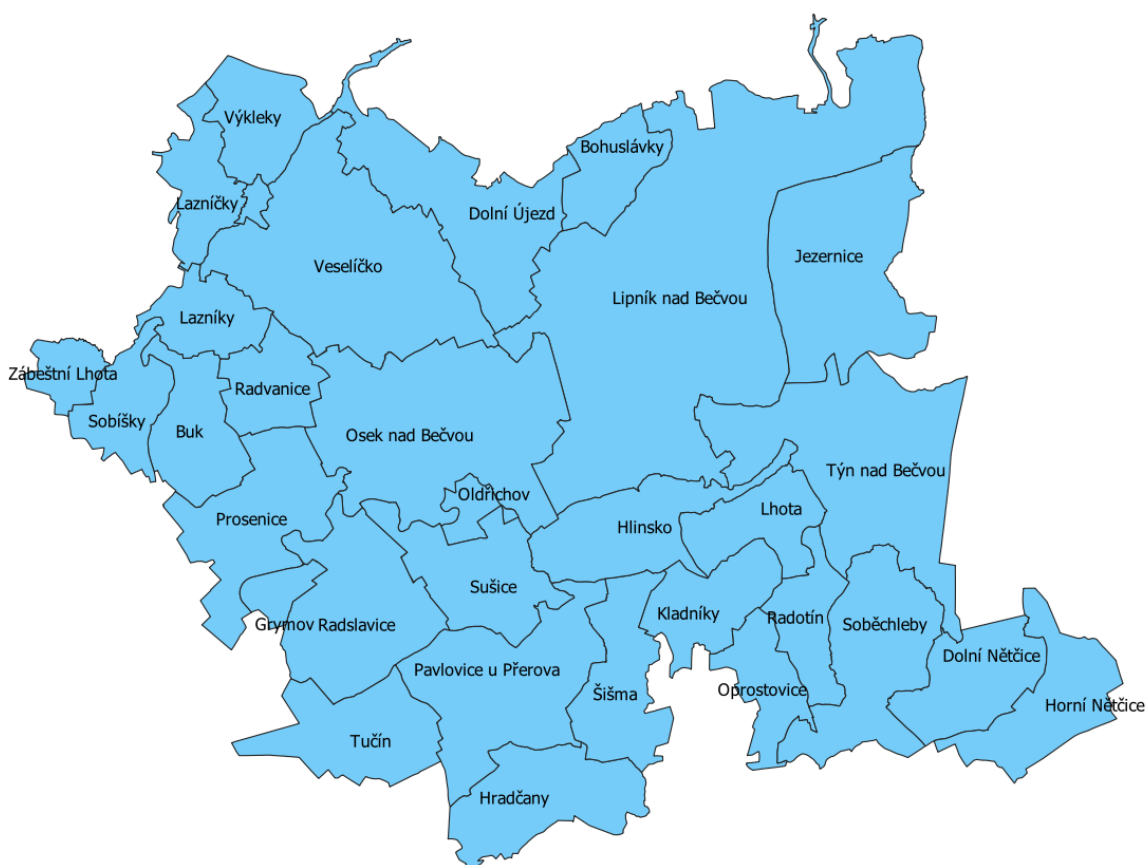 Výkleky
Bohuslávky
Lazníčky
Dolní Újezd
Jezernice
Veselíčko
Lipník nad Bečvou
Lazníky
Zábeštní Lhota
Radvanice
Sobíšky
Buk
Osek nad Bečvou
Týn nad Bečvou
Oldřichov
Lhota
Prosenice
Hlinsko
Sušice
Kladníky
Radotín
Grymov
Radslavice
Soběchleby
Dolní Nětčice
Pavlovice u Přerova
Šišma
Oprostovice
Horní Nětčice
Tučín
Hradčany